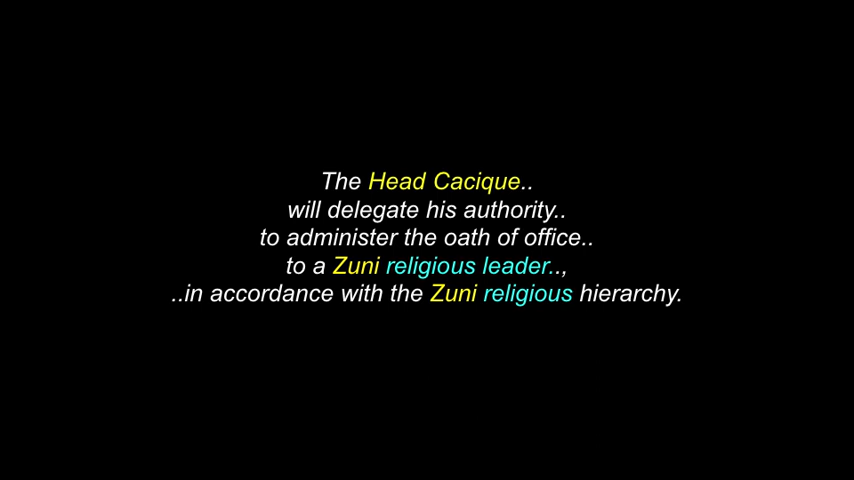 The Head Cacique..
will delegate his authority..
to administer the oath of office..
to a Zuni religious leader..,
..in accordance with the Zuni religious hierarchy.